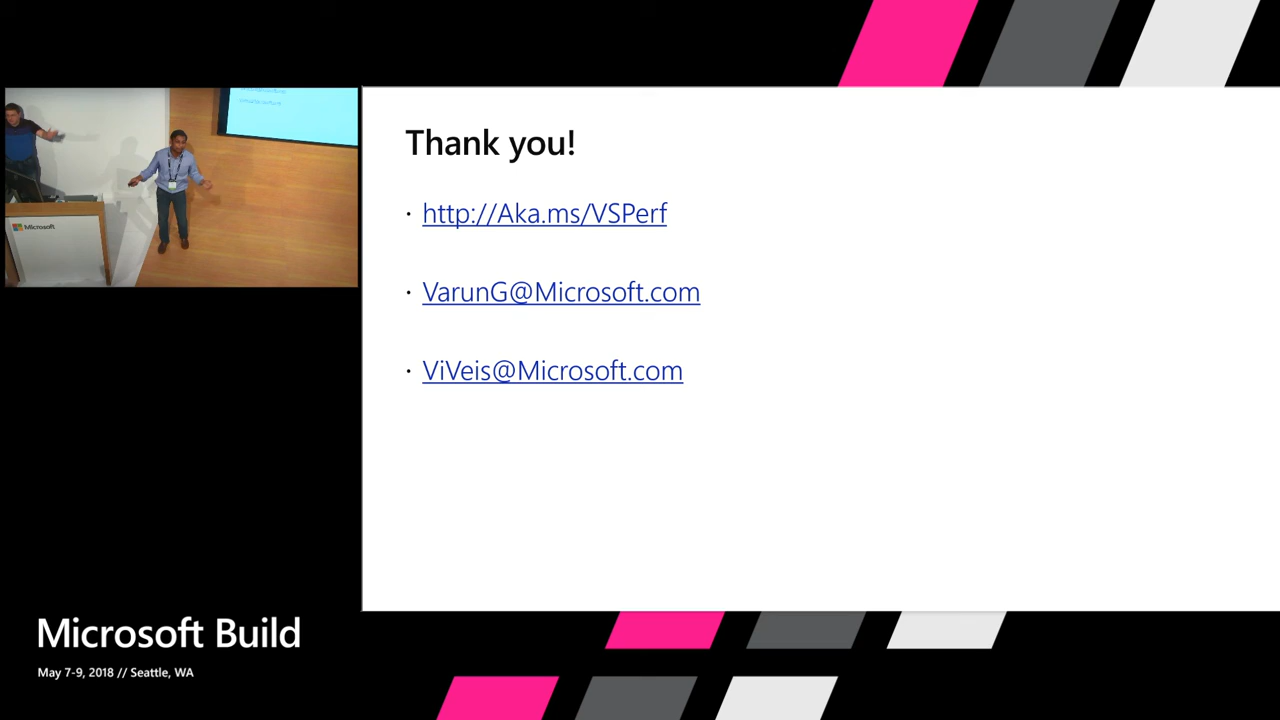 Thank you!
· http://Aka.ms/VSPerf
· VarunG@Microsoft.com
· ViVeis@Microsoft.com
Microsoft
Microsoft Build
May 7-9, 2018 // Seattle, WA